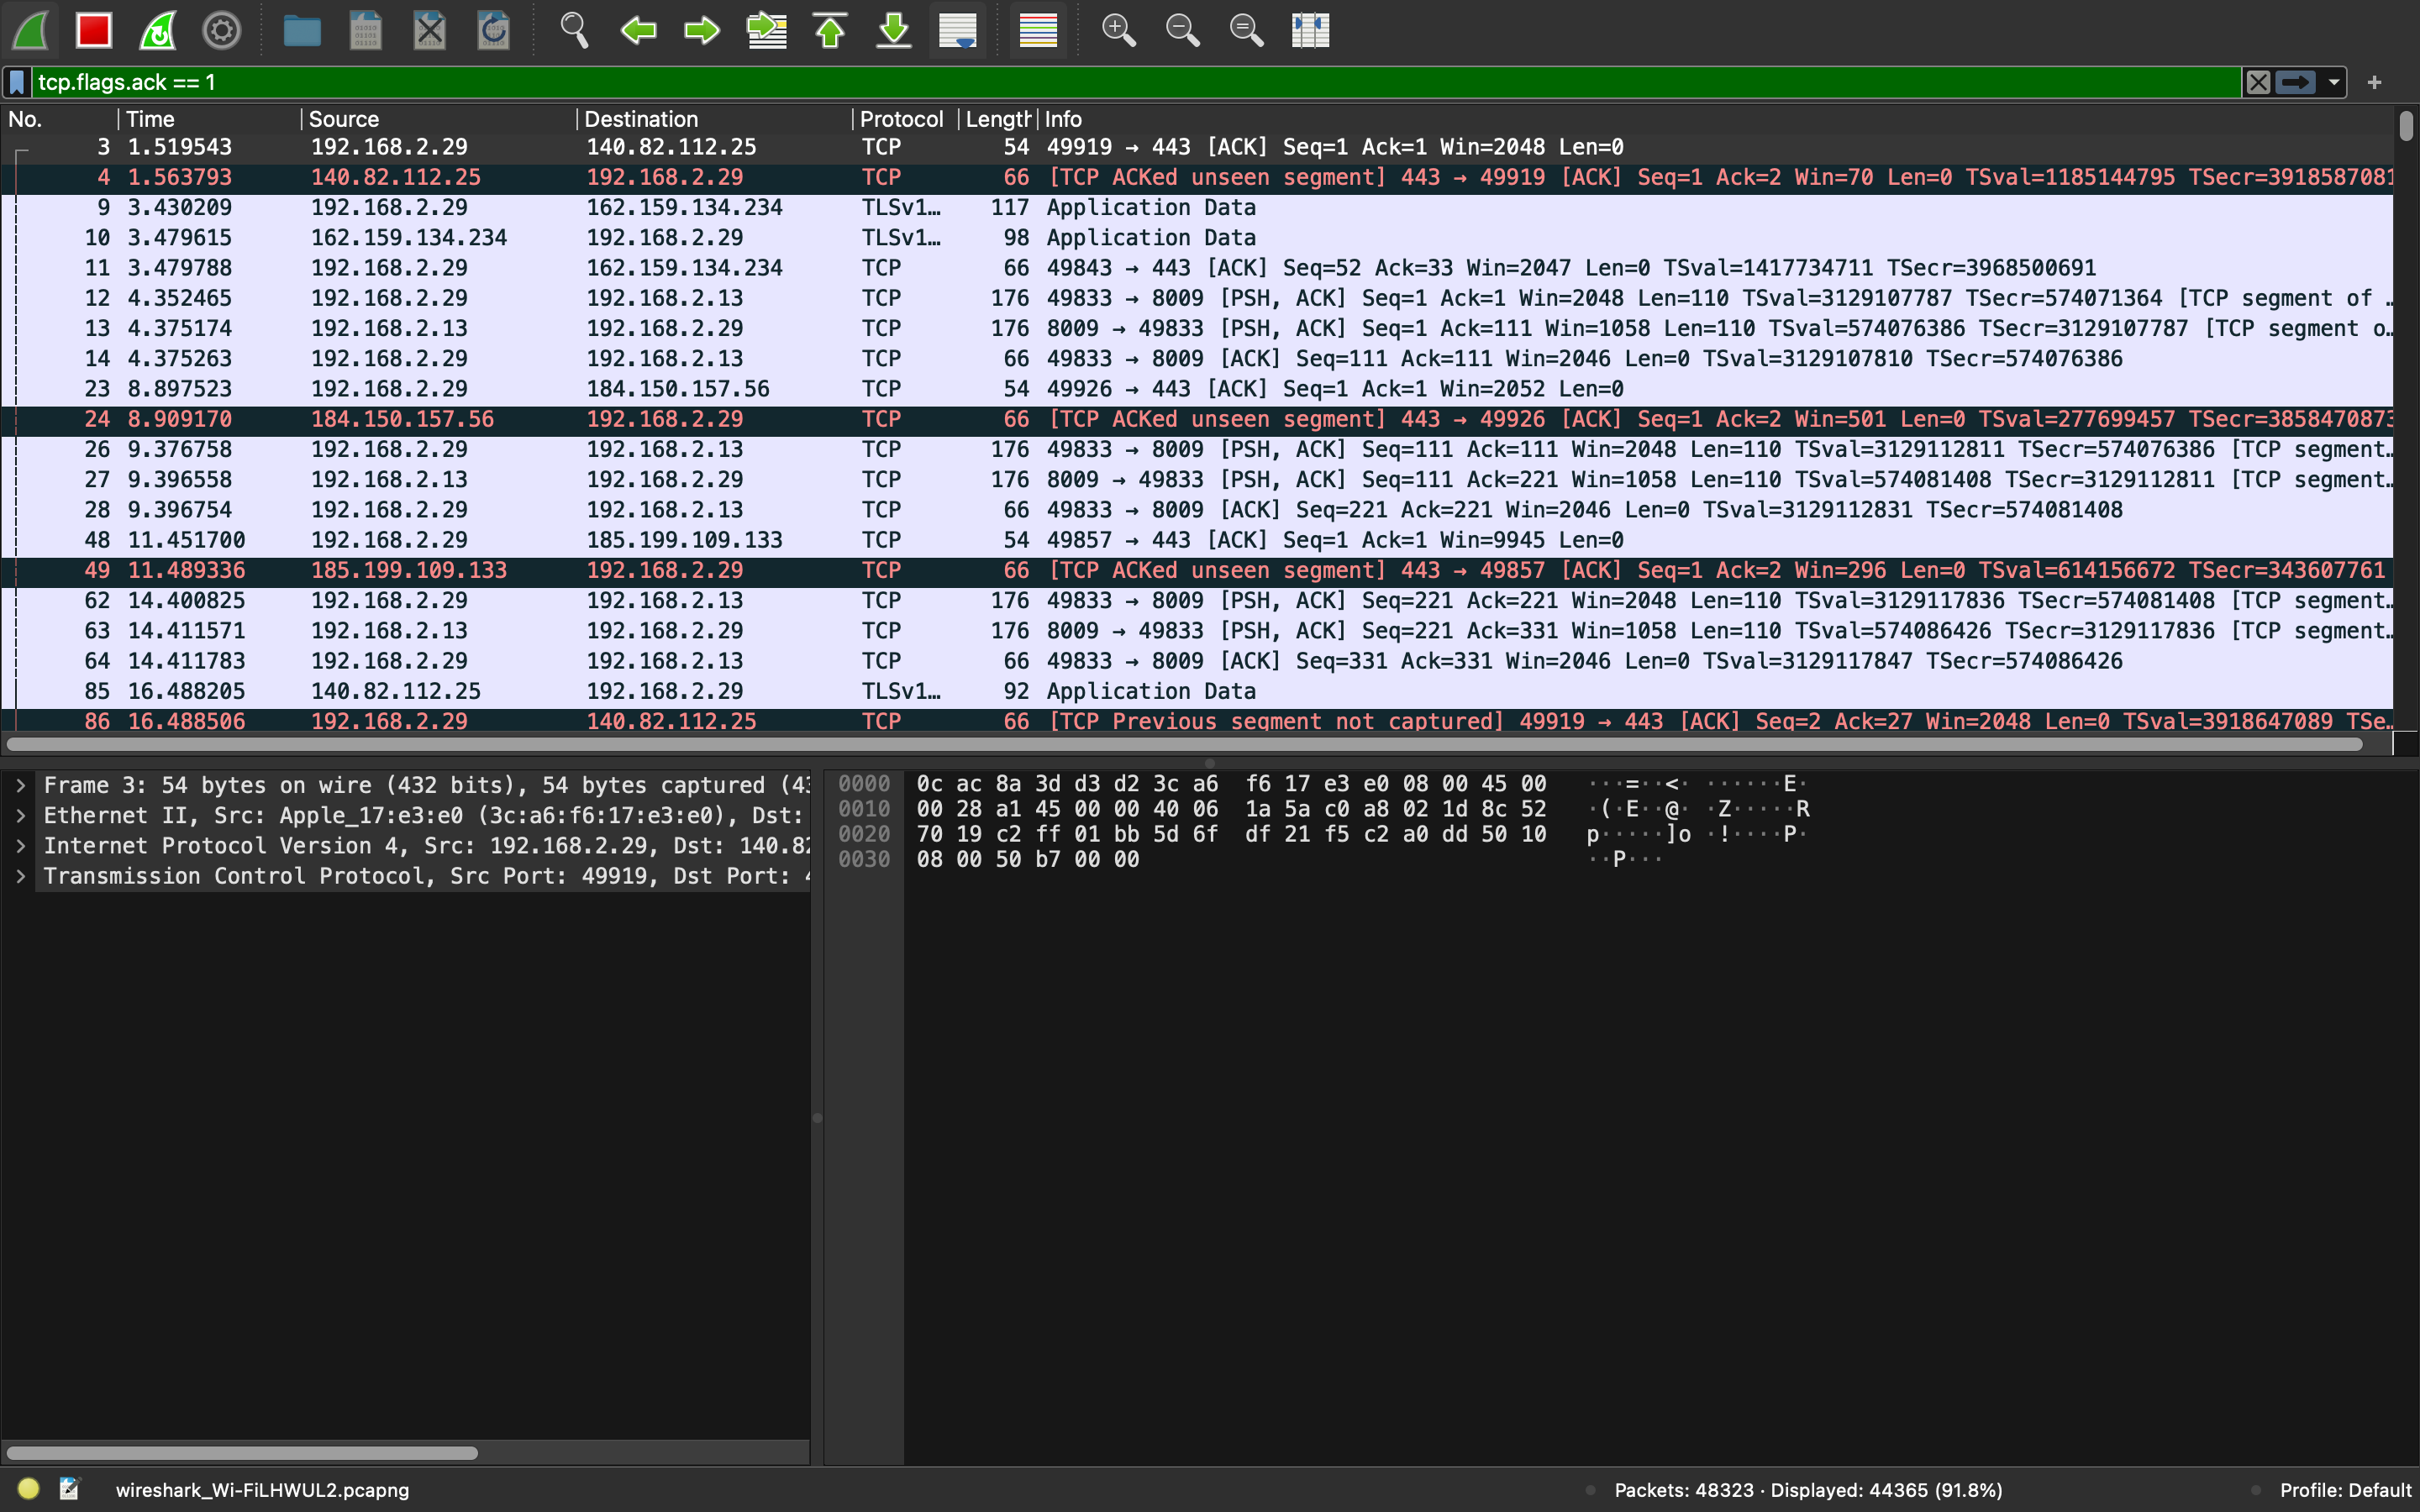 tcp.flags.ack == 1
No. Time Source Destination Protocol Length Info
3 1.519543 192.168.2.29 140.82.112.25 TCP 54 49919 → 443 [ACK] Seq=1 Ack=1 Win=2048 Len=0
4 1.563793 140.82.112.25 192.168.2.29 TCP 66 [TCP ACKed unseen segment] 443 → 49919 [ACK] Seq=1 Ack=2 Win=70 Len=0 TSval=1185144795 TSecr=3918587081
9 3.430209 192.168.2.29 162.159.134.234 TLSv1… 117 Application Data
10 3.479615 162.159.134.234 192.168.2.29 TLSv1… 98 Application Data
11 3.479788 192.168.2.29 162.159.134.234 TCP 66 49843 → 443 [ACK] Seq=52 Ack=33 Win=2047 Len=0 TSval=1417734711 TSecr=3968500691
12 4.352465 192.168.2.29 192.168.2.13 TCP 176 49833 → 8009 [PSH, ACK] Seq=1 Ack=1 Win=2048 Len=110 TSval=3129107787 TSecr=574071364 [TCP segment of …
13 4.375174 192.168.2.13 192.168.2.29 TCP 176 8009 → 49833 [PSH, ACK] Seq=1 Ack=111 Win=1058 Len=110 TSval=574076386 TSecr=3129107787 [TCP segment o…
14 4.375263 192.168.2.29 192.168.2.13 TCP 66 49833 → 8009 [ACK] Seq=111 Ack=111 Win=2046 Len=0 TSval=3129107810 TSecr=574076386
23 8.897523 192.168.2.29 184.150.157.56 TCP 54 49926 → 443 [ACK] Seq=1 Ack=1 Win=2052 Len=0
24 8.909170 184.150.157.56 192.168.2.29 TCP 66 [TCP ACKed unseen segment] 443 → 49926 [ACK] Seq=1 Ack=2 Win=501 Len=0 TSval=277699457 TSecr=3858470873
26 9.376758 192.168.2.29 192.168.2.13 TCP 176 49833 → 8009 [PSH, ACK] Seq=111 Ack=111 Win=2048 Len=110 TSval=3129112811 TSecr=574076386 [TCP segment…
27 9.396558 192.168.2.13 192.168.2.29 TCP 176 8009 → 49833 [PSH, ACK] Seq=111 Ack=221 Win=1058 Len=110 TSval=574081408 TSecr=3129112811 [TCP segment…
28 9.396754 192.168.2.29 192.168.2.13 TCP 66 49833 → 8009 [ACK] Seq=221 Ack=221 Win=2046 Len=0 TSval=3129112831 TSecr=574081408
48 11.451700 192.168.2.29 185.199.109.133 TCP 54 49857 → 443 [ACK] Seq=1 Ack=1 Win=9945 Len=0
49 11.489336 185.199.109.133 192.168.2.29 TCP 66 [TCP ACKed unseen segment] 443 → 49857 [ACK] Seq=1 Ack=2 Win=296 Len=0 TSval=614156672 TSecr=343607761
62 14.400825 192.168.2.29 192.168.2.13 TCP 176 49833 → 8009 [PSH, ACK] Seq=221 Ack=221 Win=2048 Len=110 TSval=3129117836 TSecr=574081408 [TCP segment…
63 14.411571 192.168.2.13 192.168.2.29 TCP 176 8009 → 49833 [PSH, ACK] Seq=221 Ack=331 Win=1058 Len=110 TSval=574086426 TSecr=3129117836 [TCP segment…
64 14.411783 192.168.2.29 192.168.2.13 TCP 66 49833 → 8009 [ACK] Seq=331 Ack=331 Win=2046 Len=0 TSval=3129117847 TSecr=574086426
85 16.488205 140.82.112.25 192.168.2.29 TLSv1… 92 Application Data
86 16.488506 192.168.2.29 140.82.112.25 TCP 66 [TCP Previous segment not captured] 49919 → 443 [ACK] Seq=2 Ack=27 Win=2048 Len=0 TSval=3918647089 TSe…
Frame 3: 54 bytes on wire (432 bits), 54 bytes captured (43
Ethernet II, Src: Apple_17:e3:e0 (3c:a6:f6:17:e3:e0), Dst:
Internet Protocol Version 4, Src: 192.168.2.29, Dst: 140.82
Transmission Control Protocol, Src Port: 49919, Dst Port: 4
0000 0c ac 8a 3d d3 d2 3c a6 f6 17 e3 e0 08 00 45 00 ···=··<· ······E·
0010 00 28 a1 45 00 00 40 06 1a 5a c0 a8 02 1d 8c 52 ·(·E··@· ·Z·····R
0020 70 19 c2 ff 01 bb 5d 6f df 21 f5 c2 a0 dd 50 10 p·····]o ·!····P·
0030 08 00 50 b7 00 00 ··P···
wireshark_Wi-FiLHWUL2.pcapng
Packets: 48323 · Displayed: 44365 (91.8%)
Profile: Default